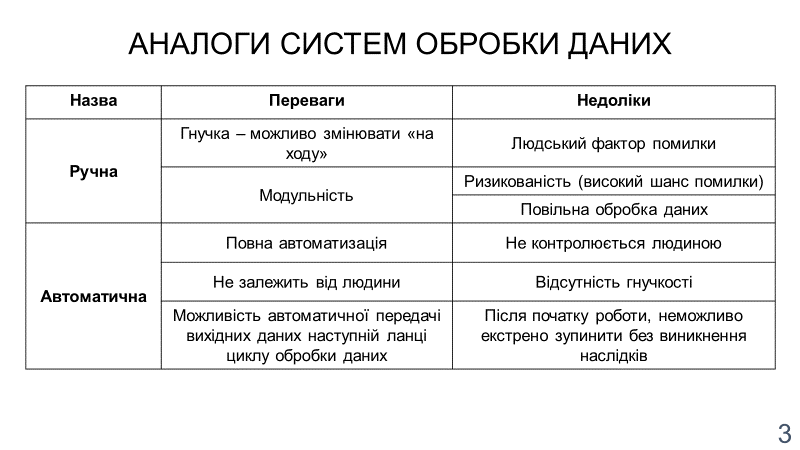 АНАЛОГИ СИСТЕМ ОБРОБКИ ДАНИХ
Назва
Переваги
Недоліки
Ручна
Гнучка – можливо змінювати «на
ходу»
Людський фактор помилки
Модульність
Ризикованість (високий шанс помилки)
Повільна обробка даних
Автоматична
Повна автоматизація
Не контролюється людиною
Не залежить від людини
Відсутність гнучкості
Можливість автоматичної передачі
вихідних даних наступній ланці
циклу обробки даних
Після початку роботи, неможливо
екстрено зупинити без виникнення
наслідків
3